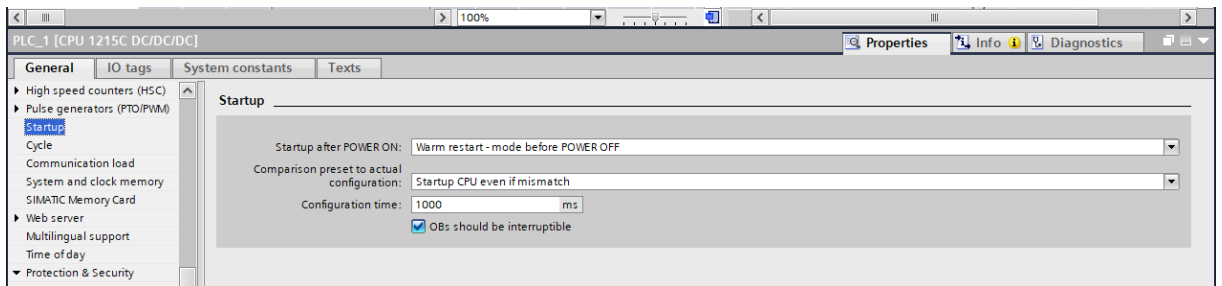 100%
PLC_1 [CPU 1215C DC/DC/DC]
Properties
Info
Diagnostics
General
IO tags
System constants
Texts
High speed counters (HSC)
Pulse generators (PTO/PWM)
Startup
Cycle
Communication load
System and clock memory
SIMATIC Memory Card
Web server
Multilingual support
Time of day
Protection & Security
Startup
Startup after POWER ON: Warm restart - mode before POWER OFF
Comparison preset to actual
configuration: Startup CPU even if mismatch
Configuration time: 1000 ms
OBs should be interruptible